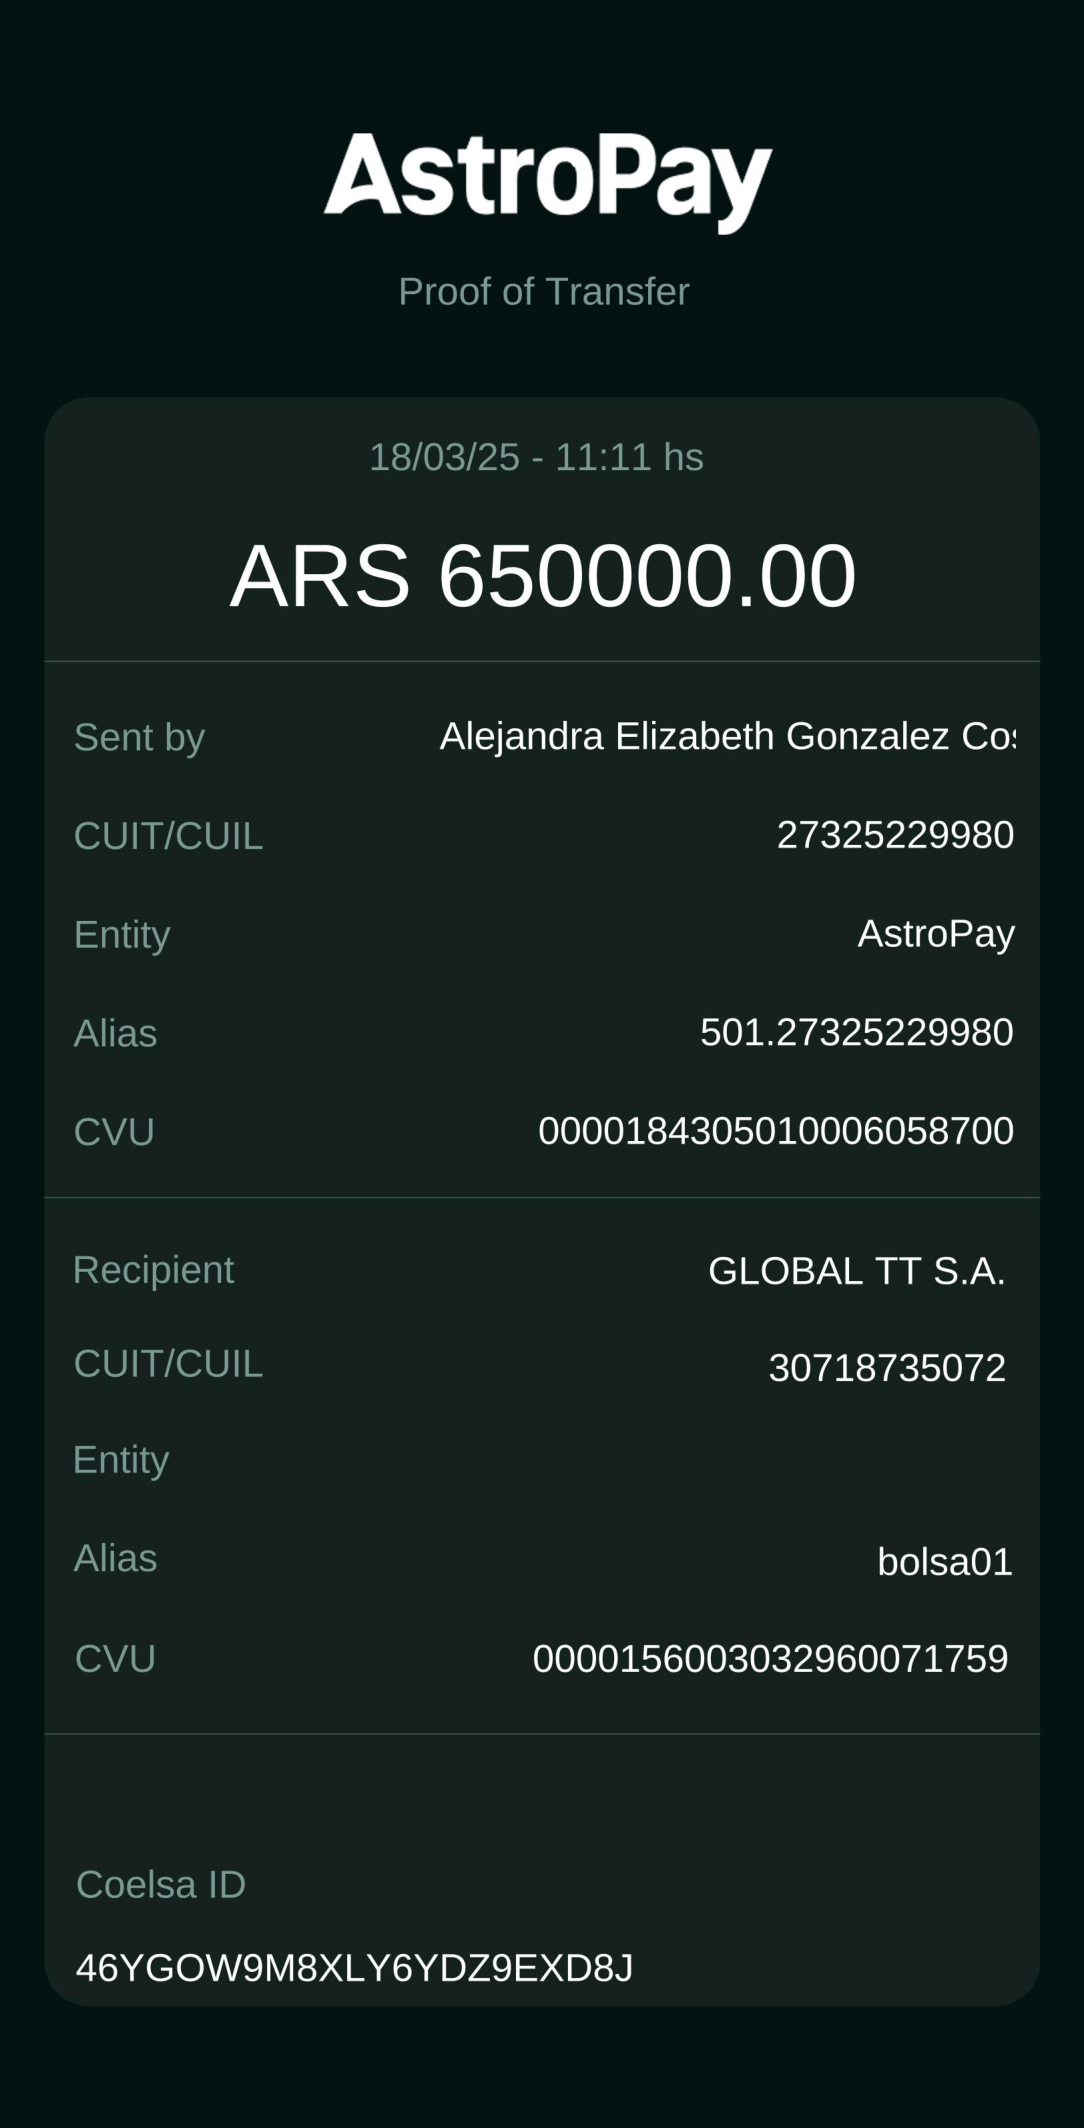 AstroPay
Proof of Transfer
18/03/25 - 11:11 hs
ARS 650000.00
Sent by Alejandra Elizabeth Gonzalez Cos
CUIT/CUIL 27325229980
Entity AstroPay
Alias 501.27325229980
CVU 0000184305010006058700
Recipient GLOBAL TT S.A.
CUIT/CUIL 30718735072
Entity
Alias bolsa01
CVU 0000156003032960071759
Coelsa ID
46YGOW9M8XLY6YDZ9EXD8J